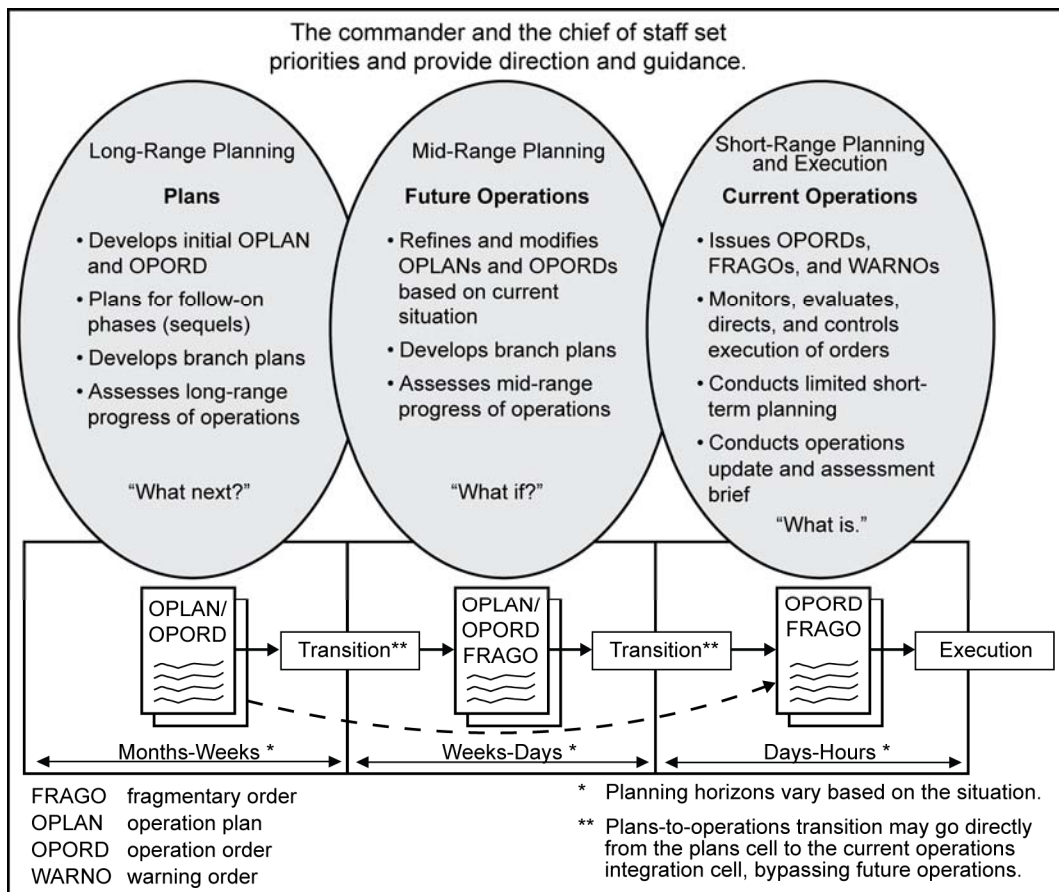 The commander and the chief of staff set
priorities and provide direction and guidance.
Long-Range Planning
Plans
• Develops initial OPLAN
and OPORD
• Plans for follow-on
phases (sequels)
• Develops branch plans
• Assesses long-range
progress of operations
“What next?”
Mid-Range Planning
Future Operations
• Refines and modifies
OPLANs and OPORDs
based on current
situation
• Develops branch plans
• Assesses mid-range
progress of operations
“What if?”
Short-Range Planning
and Execution
Current Operations
• Issues OPORDs,
FRAGOs, and WARNOs
• Monitors, evaluates,
directs, and controls
execution of orders
• Conducts limited short-
term planning
• Conducts operations
update and assessment
brief
“What is.”
OPLAN/
OPORD
Transition**
OPLAN/
OPORD
FRAGO
Transition**
OPORD
FRAGO
Execution
Months-Weeks *
Weeks-Days *
Days-Hours *
FRAGO fragmentary order
OPLAN operation plan
OPORD operation order
WARNO warning order
* Planning horizons vary based on the situation.
** Plans-to-operations transition may go directly
from the plans cell to the current operations
integration cell, bypassing future operations.